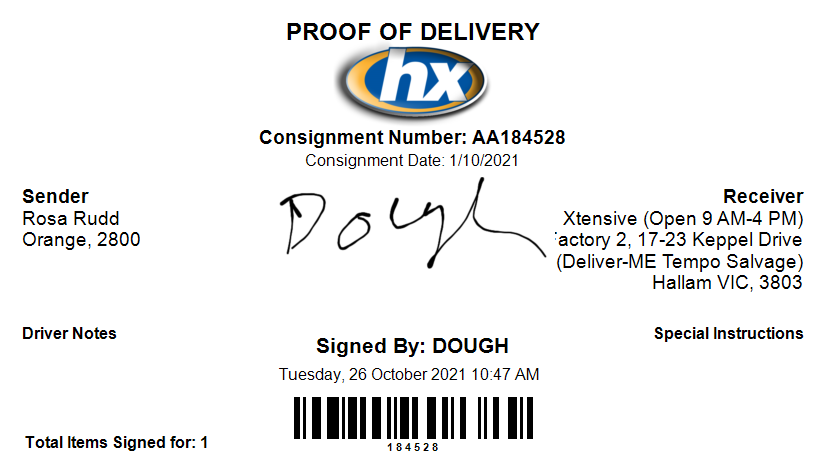 PROOF OF DELIVERY
hx
Consignment Number: AA184528
Consignment Date: 1/10/2021
Sender
Rosa Rudd
Orange, 2800
Dough
Receiver
Xtensive (Open 9 AM-4 PM)
Factory 2, 17-23 Keppel Drive
(Deliver-ME Tempo Salvage)
Hallam VIC, 3803
Driver Notes
Special Instructions
Signed By: DOUGH
Tuesday, 26 October 2021 10:47 AM
184528
Total Items Signed for: 1